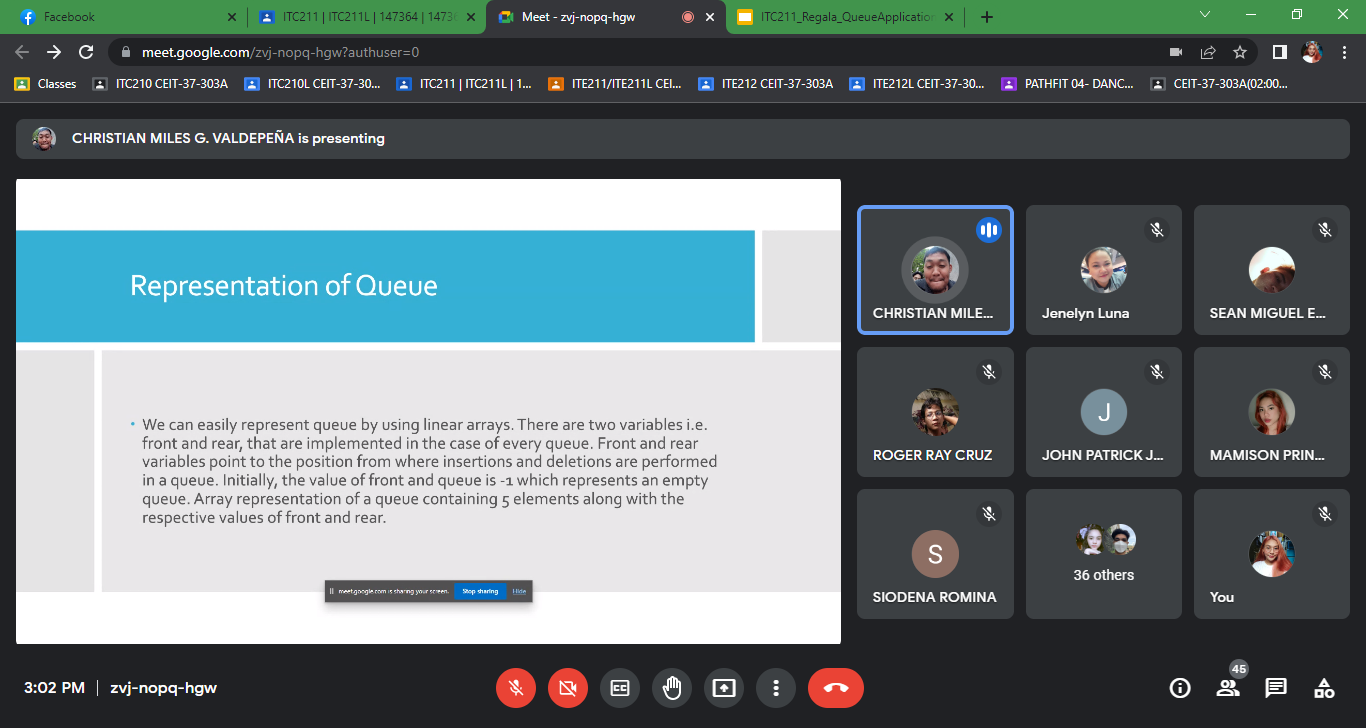 Facebook
ITC211 | ITC211L | 147364 | 1473
Meet - zvj-nopq-hgw
ITC211_Regala_QueueApplication
meet.google.com/zvj-nopq-hgw?authuser=0
Classes
ITC210 CEIT-37-303A
ITC210L CEIT-37-30...
ITC211 | ITC211L | 1...
ITE211/ITE211L CEI...
ITE212 CEIT-37-303A
ITE212L CEIT-37-30...
PATHFIT 04- DANC...
CEIT-37-303A(02:00...
CHRISTIAN MILES G. VALDEPEÑA is presenting
Representation of Queue
• We can easily represent queue by using linear arrays. There are two variables i.e.
front and rear, that are implemented in the case of every queue. Front and rear
variables point to the position from where insertions and deletions are performed
in a queue. Initially, the value of front and queue is -1 which represents an empty
queue. Array representation of a queue containing 5 elements along with the
respective values of front and rear.
meet.google.com is sharing your screen.
Stop sharing
Hide
CHRISTIAN MILE...
Jenelyn Luna
SEAN MIGUEL E...
ROGER RAY CRUZ
J
JOHN PATRICK J...
MAMISON PRIN...
S
SIODENA ROMINA
36 others
You
3:02 PM | zvj-nopq-hgw
CC
45